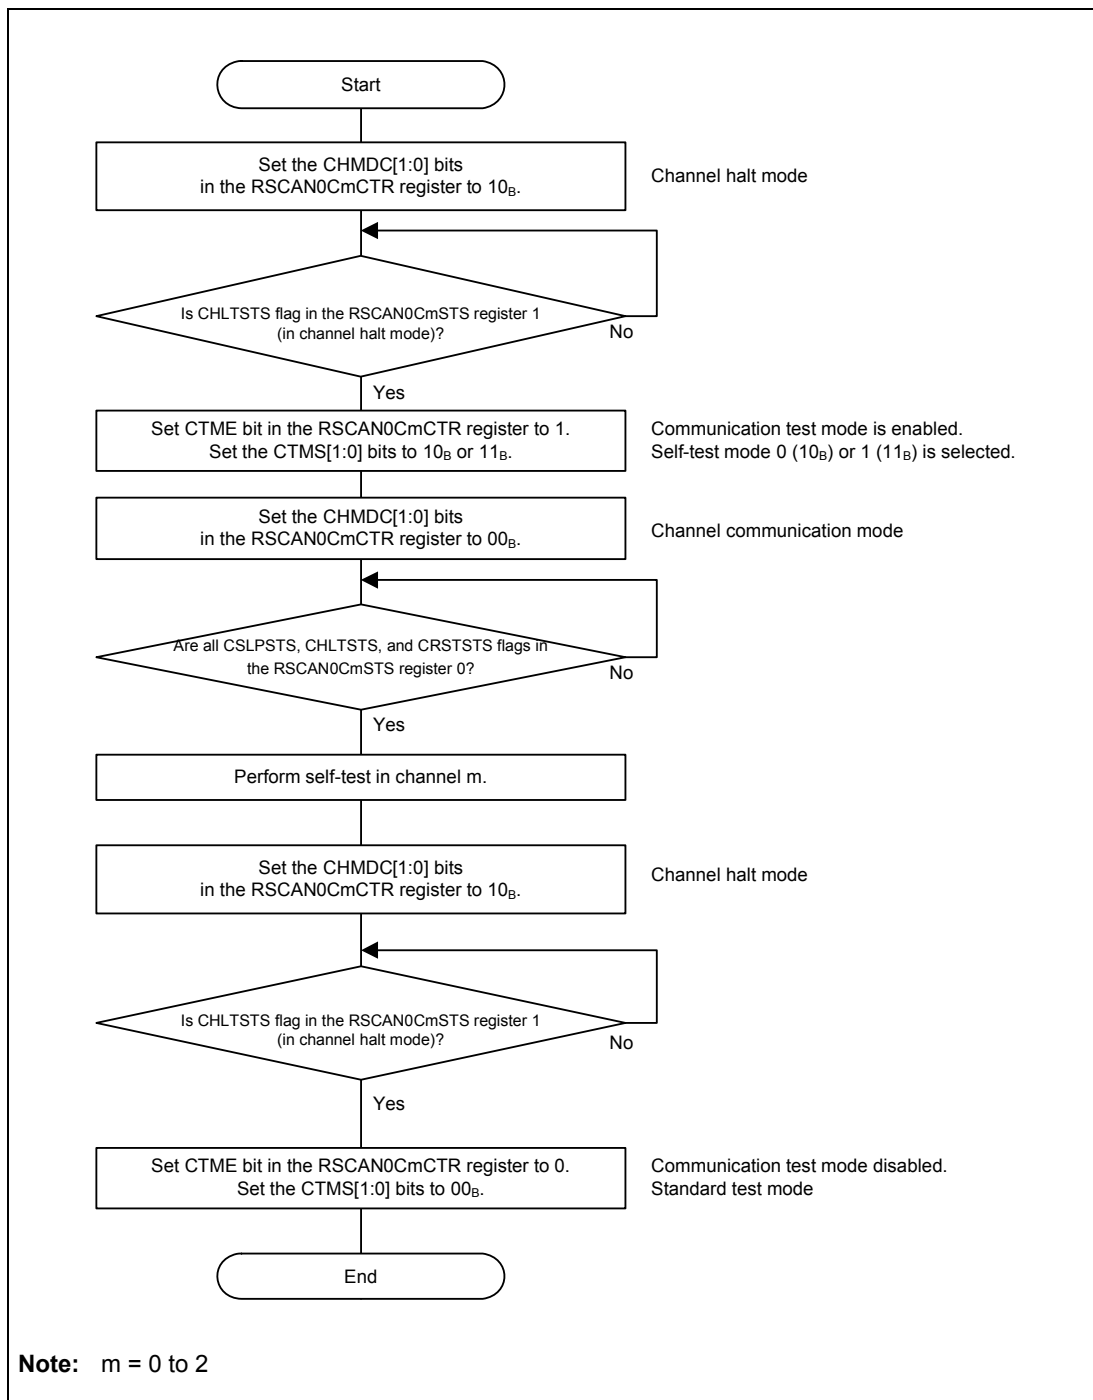 Start
Set the CHMDC[1:0] bits
in the RSCAN0CmCTR register to 10B.
Channel halt mode
Is CHLTSTS flag in the RSCAN0CmSTS register 1
(in channel halt mode)?
No
Yes
Set CTME bit in the RSCAN0CmCTR register to 1.
Set the CTMS[1:0] bits to 10B or 11B.
Communication test mode is enabled.
Self-test mode 0 (10B) or 1 (11B) is selected.
Set the CHMDC[1:0] bits
in the RSCAN0CmCTR register to 00B.
Channel communication mode
Are all CSLPSTS, CHLTSTS, and CRSTSTS flags in
the RSCAN0CmSTS register 0?
No
Yes
Perform self-test in channel m.
Set the CHMDC[1:0] bits
in the RSCAN0CmCTR register to 10B.
Channel halt mode
Is CHLTSTS flag in the RSCAN0CmSTS register 1
(in channel halt mode)?
No
Yes
Set CTME bit in the RSCAN0CmCTR register to 0.
Set the CTMS[1:0] bits to 00B.
Communication test mode disabled.
Standard test mode
End
Note: m = 0 to 2